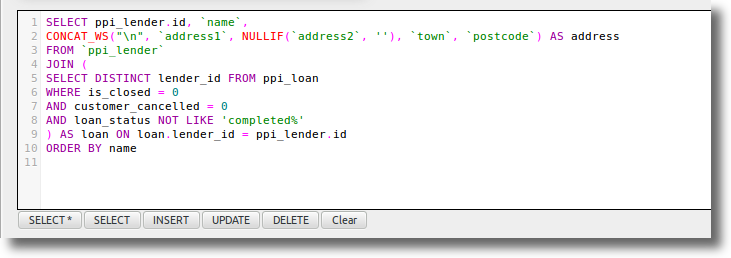 1 SELECT ppi_lender.id, `name`,
2 CONCAT_WS("\n", `address1`, NULLIF(`address2`, ''), `town`, `postcode`) AS address
3 FROM `ppi_lender`
4 JOIN (
5 SELECT DISTINCT lender_id FROM ppi_loan
6 WHERE is_closed = 0
7 AND customer_cancelled = 0
8 AND loan_status NOT LIKE 'completed%'
9 ) AS loan ON loan.lender_id = ppi_lender.id
10 ORDER BY name
11
SELECT * SELECT INSERT UPDATE DELETE Clear